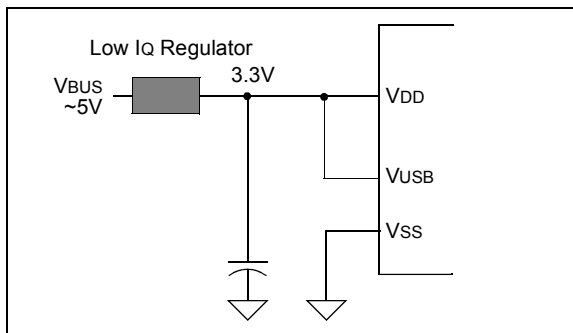 Low IQ Regulator
3.3V
VBUS
~5V
VDD
VUSB
VSS